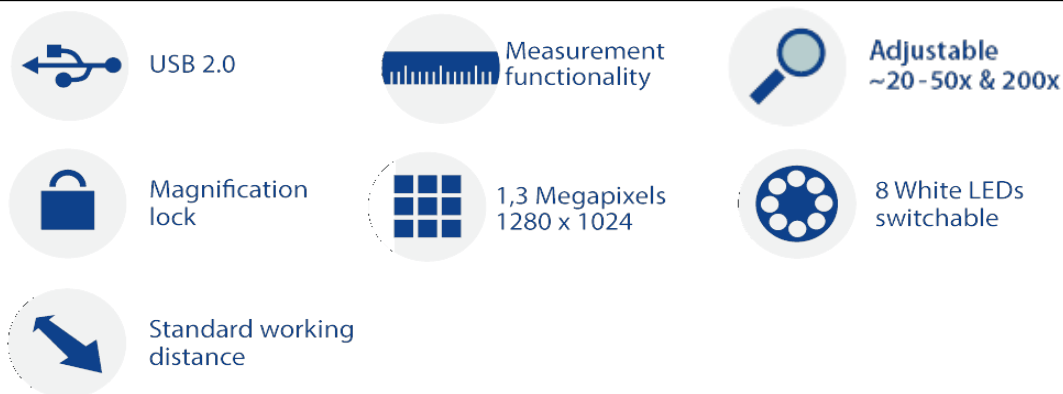 USB 2.0
Measurement
functionality
Adjustable
~20-50x & 200x
Magnification
lock
1,3 Megapixels
1280 x 1024
8 White LEDs
switchable
Standard working
distance